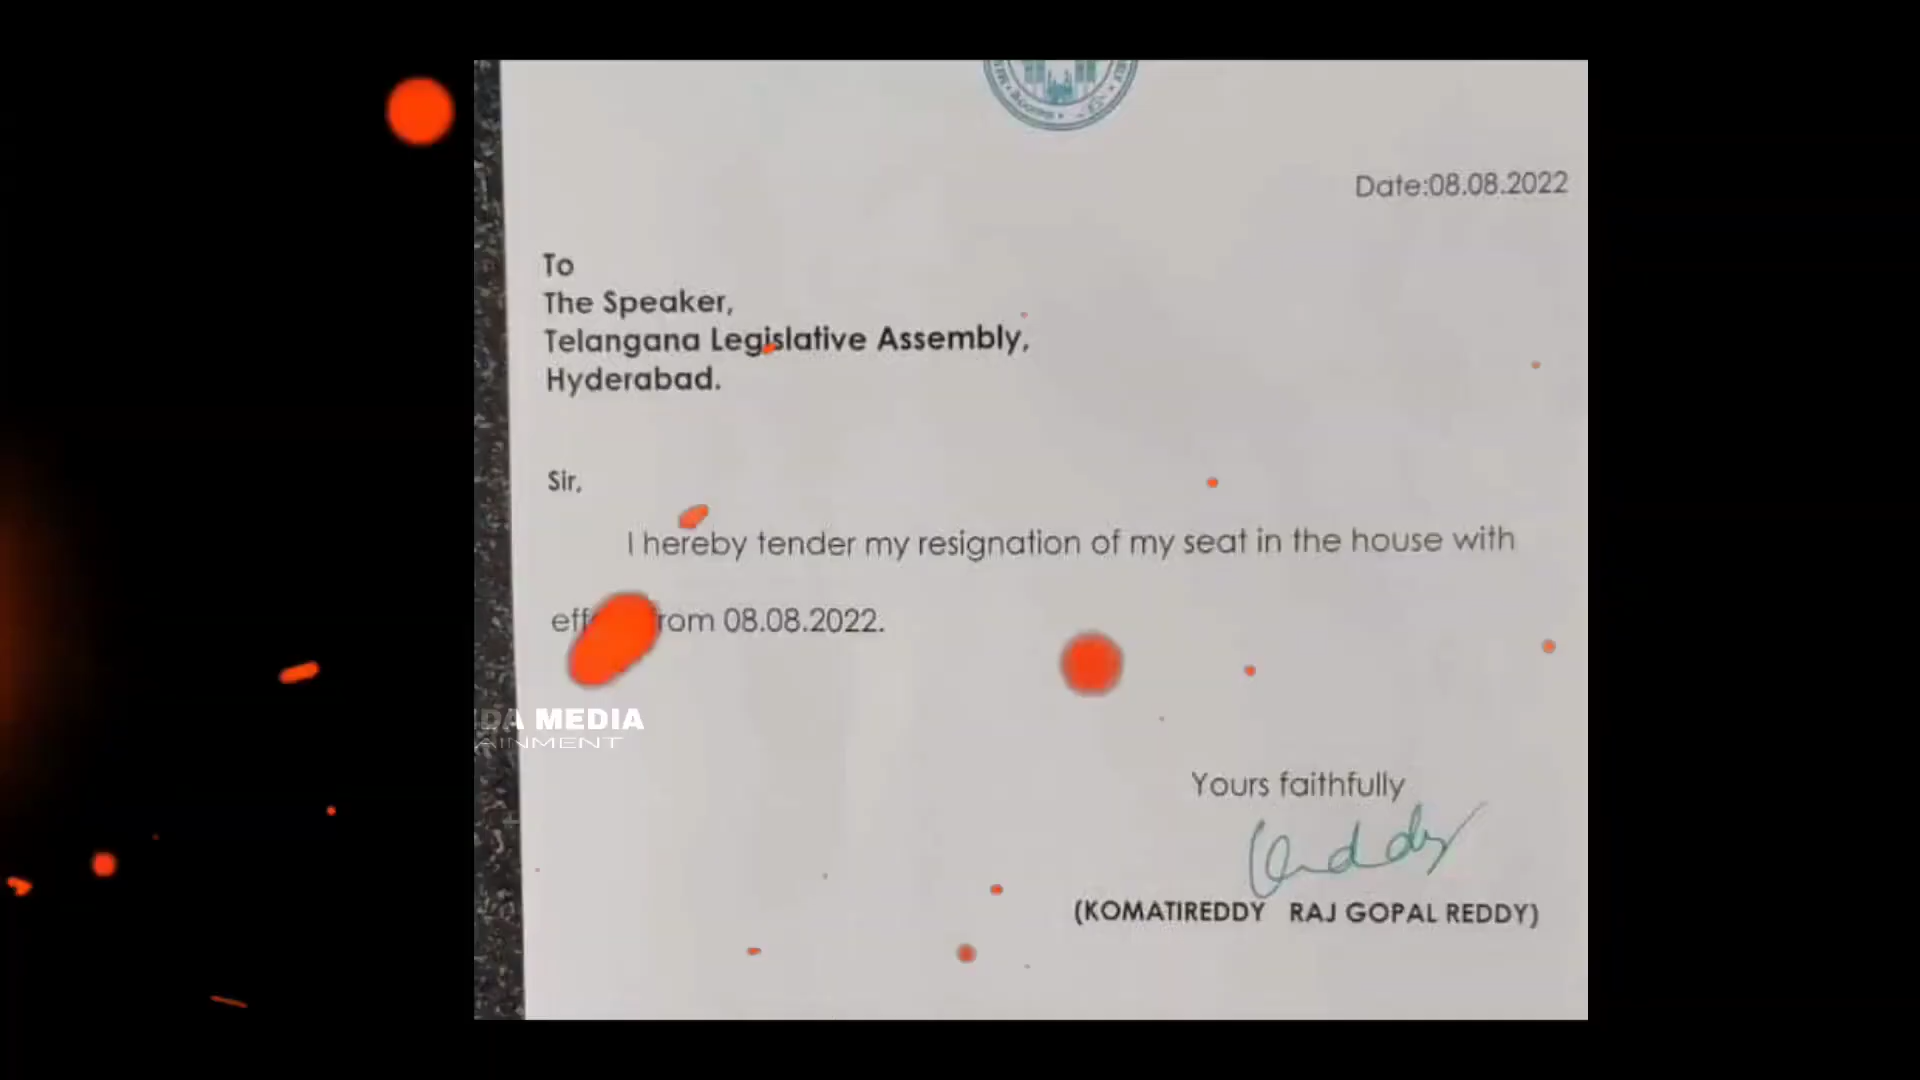 Date:08.08.2022
To
The Speaker,
Telangana Legislative Assembly,
Hyderabad.
Sir,
I hereby tender my resignation of my seat in the house with
from 08.08.2022.
MEDIA
Yours faithfully
(KOMATIREDDY RAJ GOPAL REDDY)